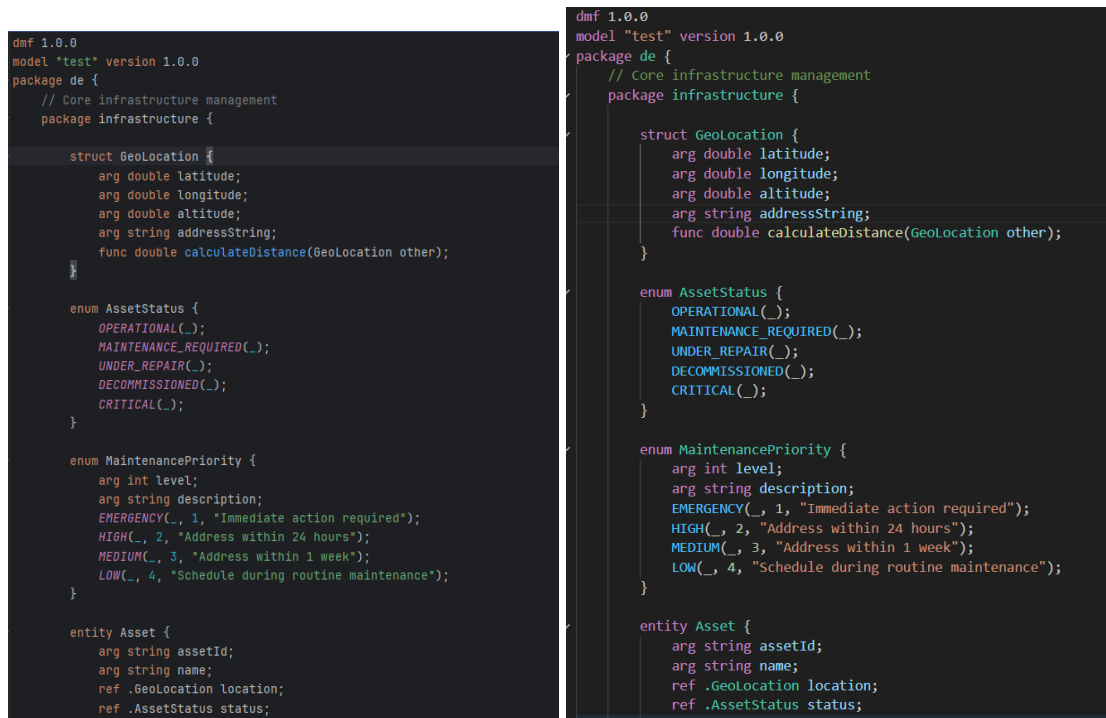 dmf 1.0.0
model "test" version 1.0.0
package de {
// Core infrastructure management
package infrastructure {
struct GeoLocation {
arg double latitude;
arg double longitude;
arg double altitude;
arg string addressString;
func double calculateDistance(GeoLocation other);
}
enum AssetStatus {
OPERATIONAL(_);
MAINTENANCE_REQUIRED(_);
UNDER_REPAIR(_);
DECOMMISSIONED(_);
CRITICAL(_);
}
enum MaintenancePriority {
arg int level;
arg string description;
EMERGENCY(_, 1, "Immediate action required");
HIGH(_, 2, "Address within 24 hours");
MEDIUM(_, 3, "Address within 1 week");
LOW(_, 4, "Schedule during routine maintenance");
}
entity Asset {
arg string assetId;
arg string name;
ref .GeoLocation location;
ref .AssetStatus status;
dmf 1.0.0
model "test" version 1.0.0
package de {
// Core infrastructure management
package infrastructure {
struct GeoLocation {
arg double latitude;
arg double longitude;
arg double altitude;
arg string addressString;
func double calculateDistance(GeoLocation other);
}
enum AssetStatus {
OPERATIONAL(_);
MAINTENANCE_REQUIRED(_);
UNDER_REPAIR(_);
DECOMMISSIONED(_);
CRITICAL(_);
}
enum MaintenancePriority {
arg int level;
arg string description;
EMERGENCY(_, 1, "Immediate action required");
HIGH(_, 2, "Address within 24 hours");
MEDIUM(_, 3, "Address within 1 week");
LOW(_, 4, "Schedule during routine maintenance");
}
entity Asset {
arg string assetId;
arg string name;
ref .GeoLocation location;
ref .AssetStatus status;